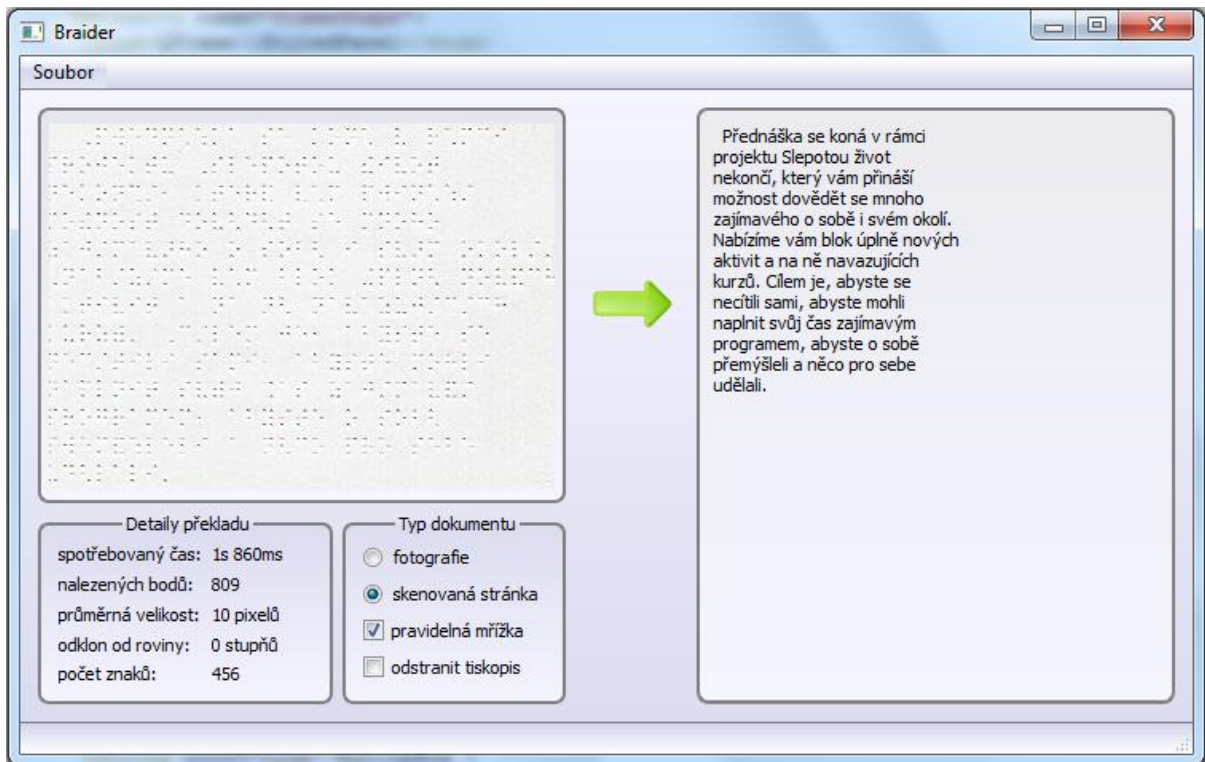 Braider
Soubor
Přednáška se koná v rámci
projektu Slepotou život
nekončí, který vám přináší
možnost dovědět se mnoho
zajímavého o sobě i svém okolí.
Nabízíme vám blok úplně nových
aktivit a na ně navazujících
kurzů. Cílem je, abyste se
necítili sami, abyste mohli
naplnit svůj čas zajímavým
programem, abyste o sobě
přemýšleli a něco pro sebe
udělali.
Detaily překladu
spotřebovaný čas: 1s 860ms
nalezených bodů: 809
průměrná velikost: 10 pixelů
odklon od roviny: 0 stupňů
počet znaků: 456
Typ dokumentu
fotografie
skenovaná stránka
pravidelná mřížka
odstranit tiskopis